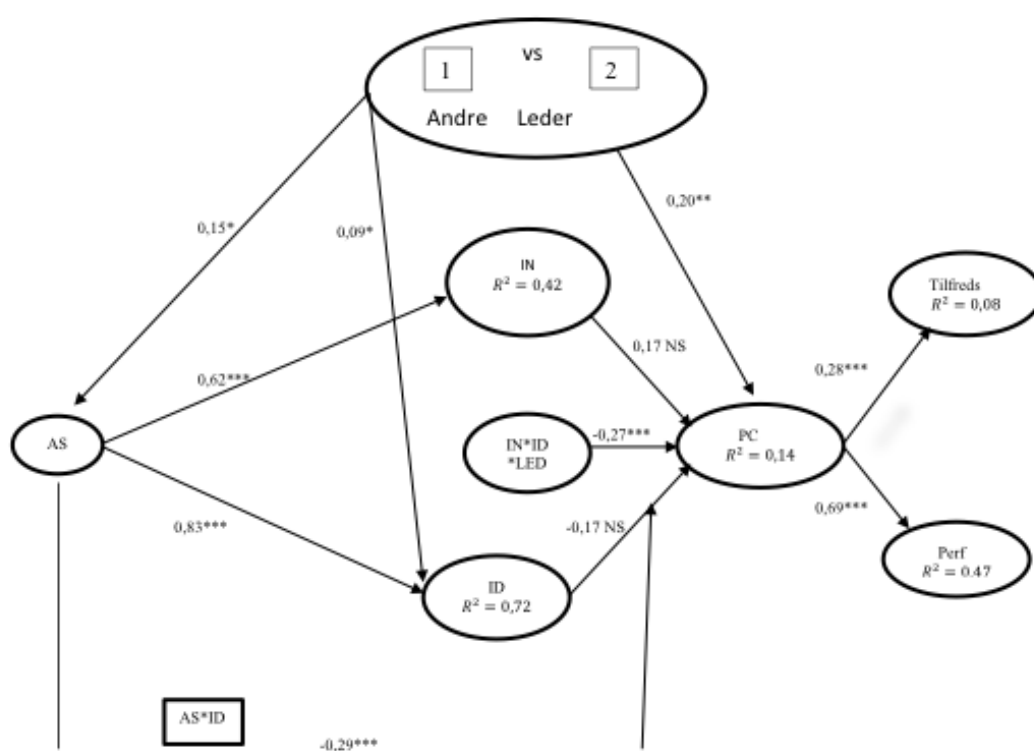 1 vs 2
Andre Leder
0,15*
0,09*
0,20**
IN
R² = 0,42
Tilfreds
R² = 0,08
0,17 NS
0,62***
0,28***
AS
IN*ID
*LED
-0,27***
PC
R² = 0,14
0,83***
-0,17 NS
0,69***
ID
R² = 0,72
Perf
R² = 0.47
AS*ID
-0,29***